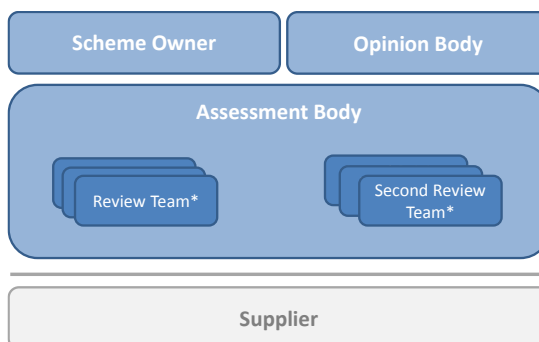 Scheme Owner
Opinion Body
Assessment Body
Review Team*
Second Review
Team*
Supplier